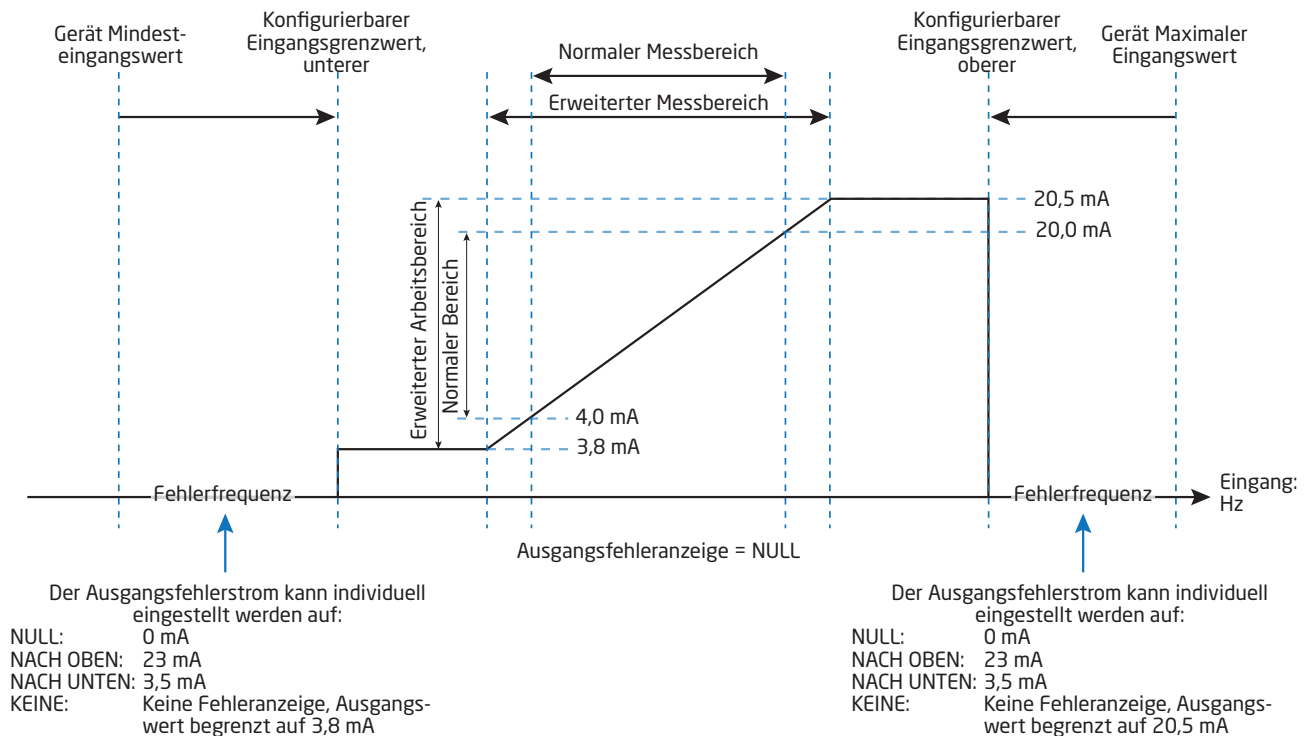 Gerät Mindest-
eingangswert
Konfigurierbarer
Eingangsgrenzwert,
unterer
Normaler Messbereich
Erweiterter Messbereich
Konfigurierbarer
Eingangsgrenzwert,
oberer
Gerät Maximaler
Eingangswert
Erweiterter Arbeitsbereich
Normaler Bereich
20,5 mA
20,0 mA
4,0 mA
3,8 mA
Fehlerfrequenz
Fehlerfrequenz
Eingang:
Hz
Ausgangsfehleranzeige = NULL
Der Ausgangsfehlerstrom kann individuell
eingestellt werden auf:
NULL: 0 mA
NACH OBEN: 23 mA
NACH UNTEN: 3,5 mA
KEINE: Keine Fehleranzeige, Ausgangs-
wert begrenzt auf 3,8 mA
Der Ausgangsfehlerstrom kann individuell
eingestellt werden auf:
NULL: 0 mA
NACH OBEN: 23 mA
NACH UNTEN: 3,5 mA
KEINE: Keine Fehleranzeige, Ausgangs-
wert begrenzt auf 20,5 mA